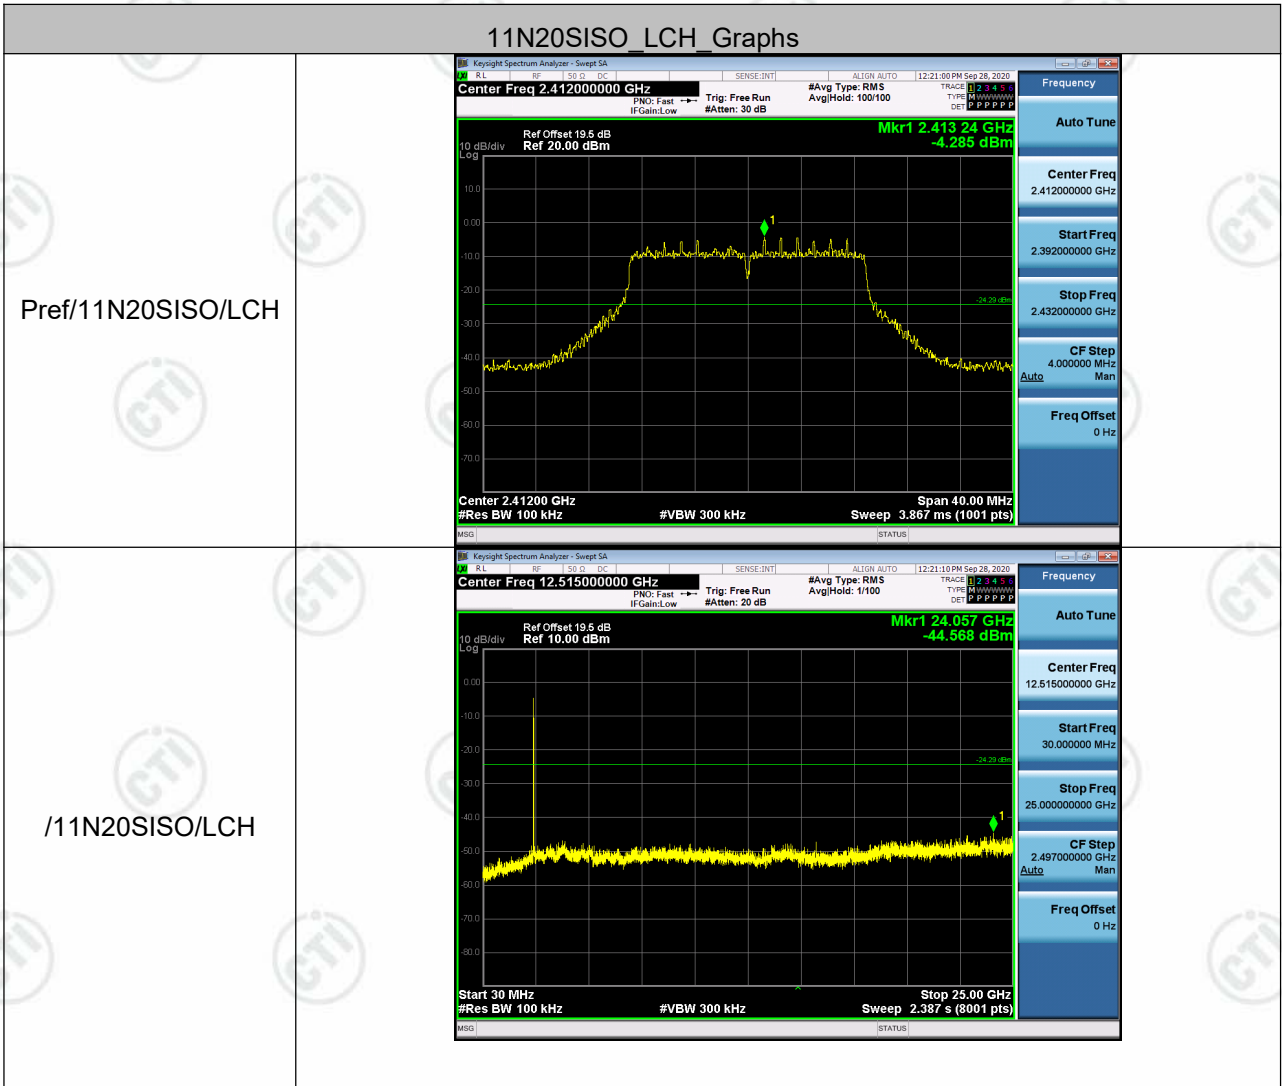 11N20SISO_LCH_Graphs
Pref/11N20SISO/LCH
Keysight Spectrum Analyzer - Swept SA
LXI RL RF 50 Ω DC SENSE:INT ALIGN AUTO 12:21:00 PM Sep 28, 2020
Center Freq 2.412000000 GHz
PNO: Fast
IFGain:Low
Trig: Free Run
#Atten: 30 dB
#Avg Type: RMS
Avg|Hold: 100/100
TRACE 1 2 3 4 5 6
TYPE M W W W W W
DET P P P P P P
Ref Offset 19.5 dB
Ref 20.00 dBm
10 dB/div
Log
Mkr1 2.413 24 GHz
-4.285 dBm
1
10.0
0.00
-10.0
-20.0
-24.29 dBm
-30.0
-40.0
-50.0
-60.0
-70.0
Center 2.41200 GHz
Span 40.00 MHz
#Res BW 100 kHz
#VBW 300 kHz
Sweep 3.867 ms (1001 pts)
MSG
STATUS
Frequency
Auto Tune
Center Freq
2.412000000 GHz
Start Freq
2.392000000 GHz
Stop Freq
2.432000000 GHz
CF Step
4.000000 MHz
Auto Man
Freq Offset
0 Hz
/11N20SISO/LCH
Keysight Spectrum Analyzer - Swept SA
LXI RL RF 50 Ω DC SENSE:INT ALIGN AUTO 12:21:10 PM Sep 28, 2020
Center Freq 12.515000000 GHz
PNO: Fast
IFGain:Low
Trig: Free Run
#Atten: 20 dB
#Avg Type: RMS
Avg|Hold: 1/100
TRACE 1 2 3 4 5 6
TYPE M W W W W W
DET P P P P P P
Ref Offset 19.5 dB
Ref 10.00 dBm
10 dB/div
Log
Mkr1 24.057 GHz
-44.568 dBm
0.00
-10.0
-20.0
-24.29 dBm
-30.0
-40.0
1
-50.0
-60.0
-70.0
-80.0
Start 30 MHz
Stop 25.00 GHz
#Res BW 100 kHz
#VBW 300 kHz
Sweep 2.387 s (8001 pts)
MSG
STATUS
Frequency
Auto Tune
Center Freq
12.515000000 GHz
Start Freq
30.000000 MHz
Stop Freq
25.000000000 GHz
CF Step
2.497000000 GHz
Auto Man
Freq Offset
0 Hz
CTI
CTI
CTI
CTI
CTI
CTI
CTI
CTI
CTI
CTI